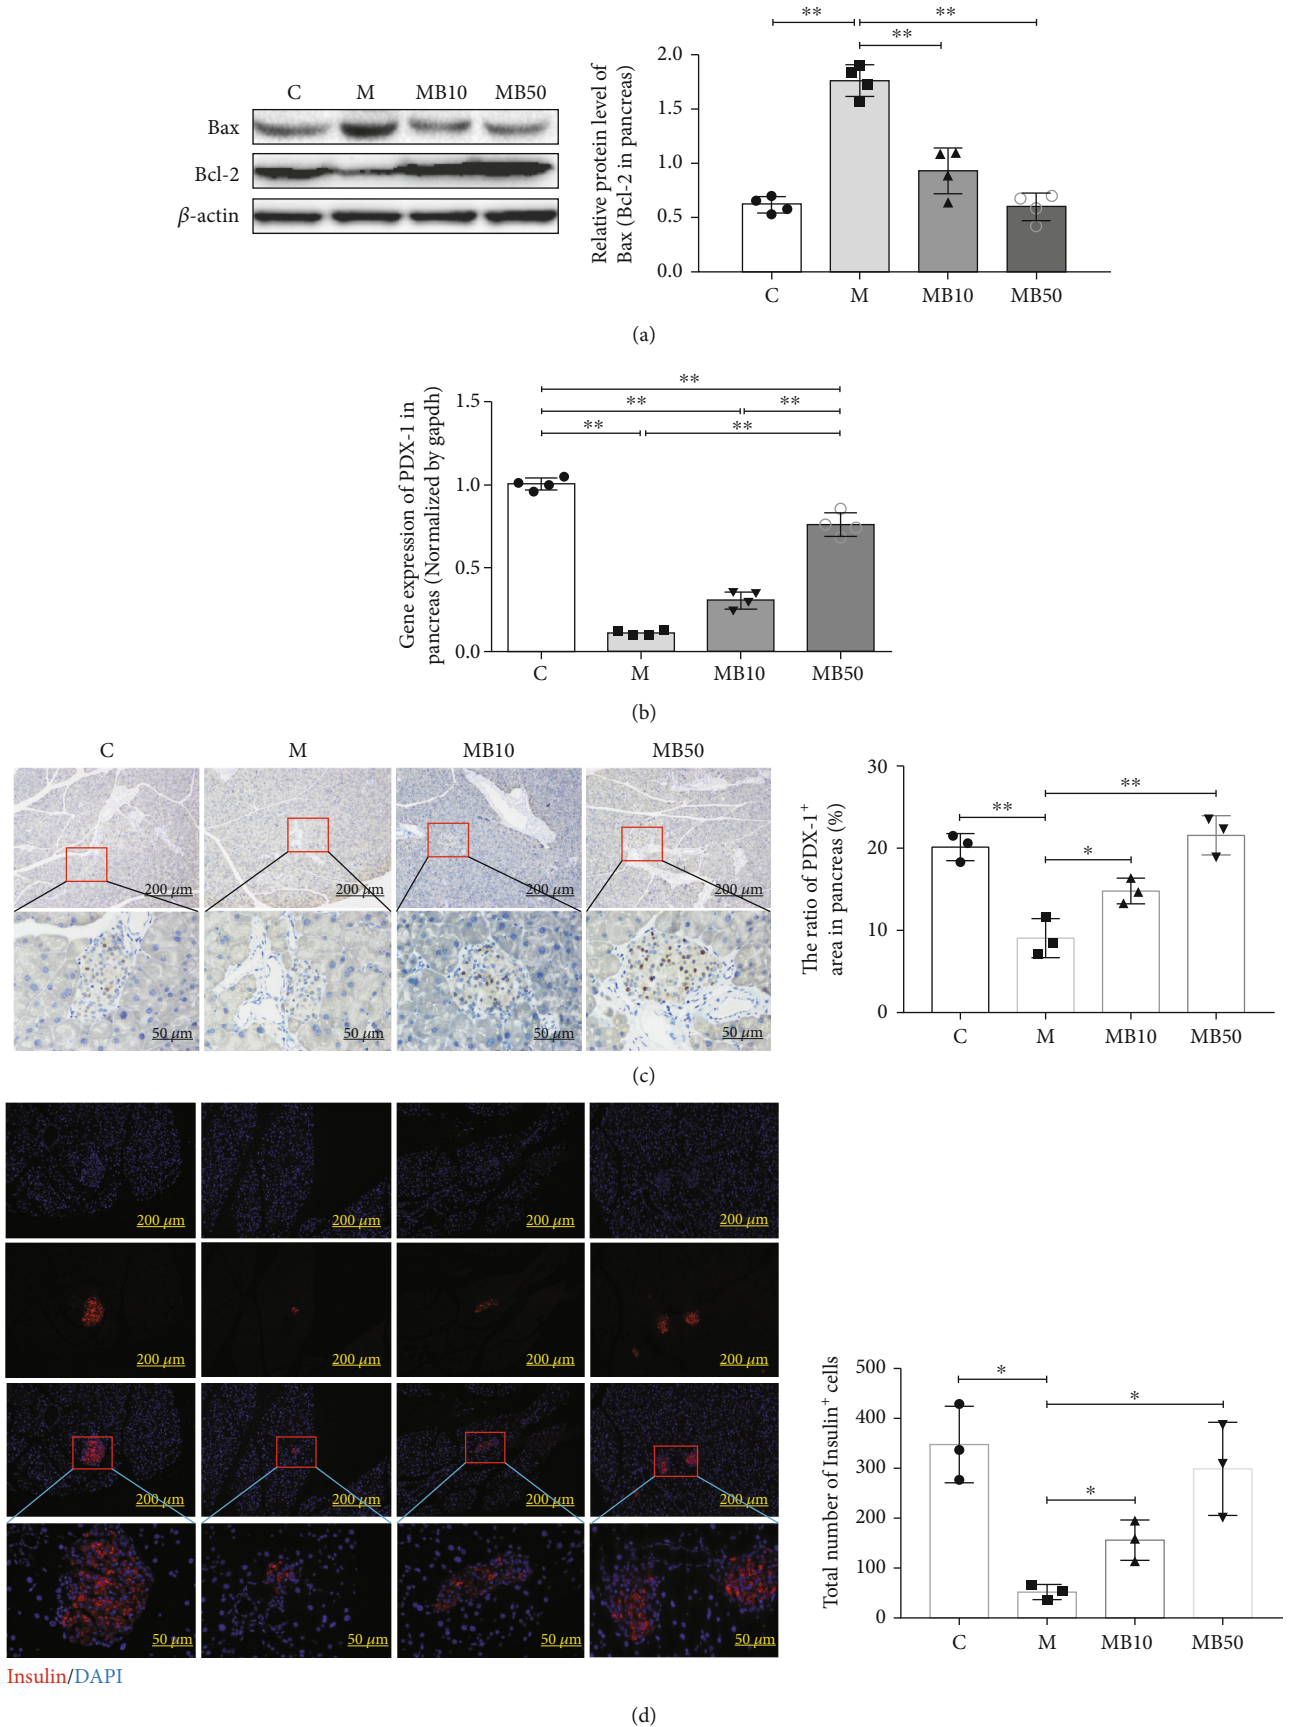 C M MB10 MB50
Bax
Bcl-2
β-actin
** **
**
Relative protein level of
Bax (Bcl-2 in pancreas)
2.0
1.5
1.0
0.5
0.0
C M MB10 MB50
(a)
**
** **
** **
Gene expression of PDX-1 in
pancreas (Normalized by gapdh)
1.5
1.0
0.5
0.0
C M MB10 MB50
(b)
C M MB10 MB50
200 μm 200 μm 200 μm 200 μm
50 μm 50 μm 50 μm 50 μm
The ratio of PDX-1⁺
area in pancreas (%)
30
20
10
0
**
**
*
C M MB10 MB50
(c)
200 μm 200 μm 200 μm 200 μm
200 μm 200 μm 200 μm 200 μm
200 μm 200 μm 200 μm 200 μm
50 μm 50 μm 50 μm 50 μm
Insulin/DAPI
Total number of Insulin⁺ cells
500
400
300
200
100
0
*
*
*
C M MB10 MB50
(d)